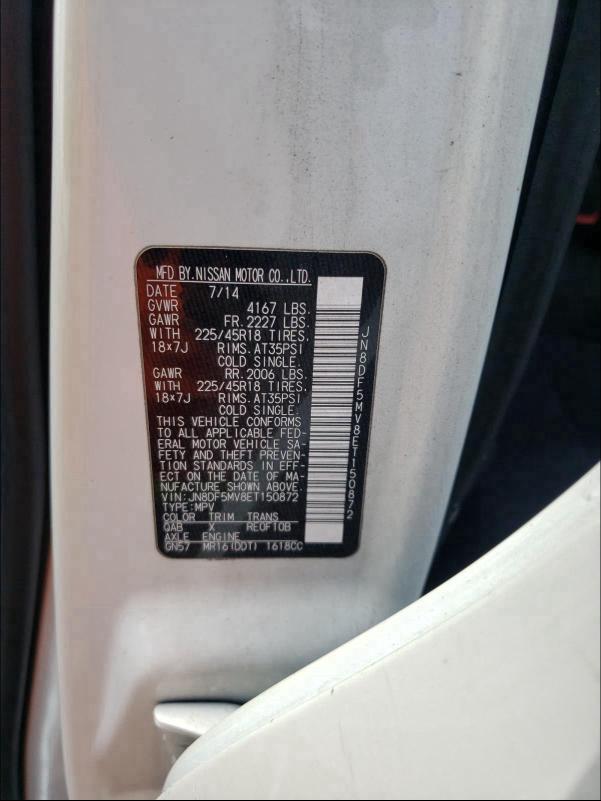 MFD BY.NISSAN MOTOR CO.,LTD.
DATE 7/14
GVWR 4167 LBS.
GAWR FR. 2227 LBS.
WITH 225/45R18 TIRES.
18×7J RIMS. AT35PSI
COLD SINGLE.
GAWR RR. 2006 LBS.
WITH 225/45R18 TIRES.
18×7J RIMS. AT35PSI
COLD SINGLE.
THIS VEHICLE CONFORMS
TO ALL APPLICABLE FED-
ERAL MOTOR VEHICLE SA-
FETY AND THEFT PREVEN-
TION STANDARDS IN EFF-
ECT ON THE DATE OF MA-
NUFACTURE SHOWN ABOVE.
VIN:JN8DF5MV8ET150872
TYPE:MPV
COLOR TRIM TRANS
QAB X RE0F10B
AXLE ENGINE
GN57 MR16(DDT) 1618CC
JN8DF5MV8ET150872